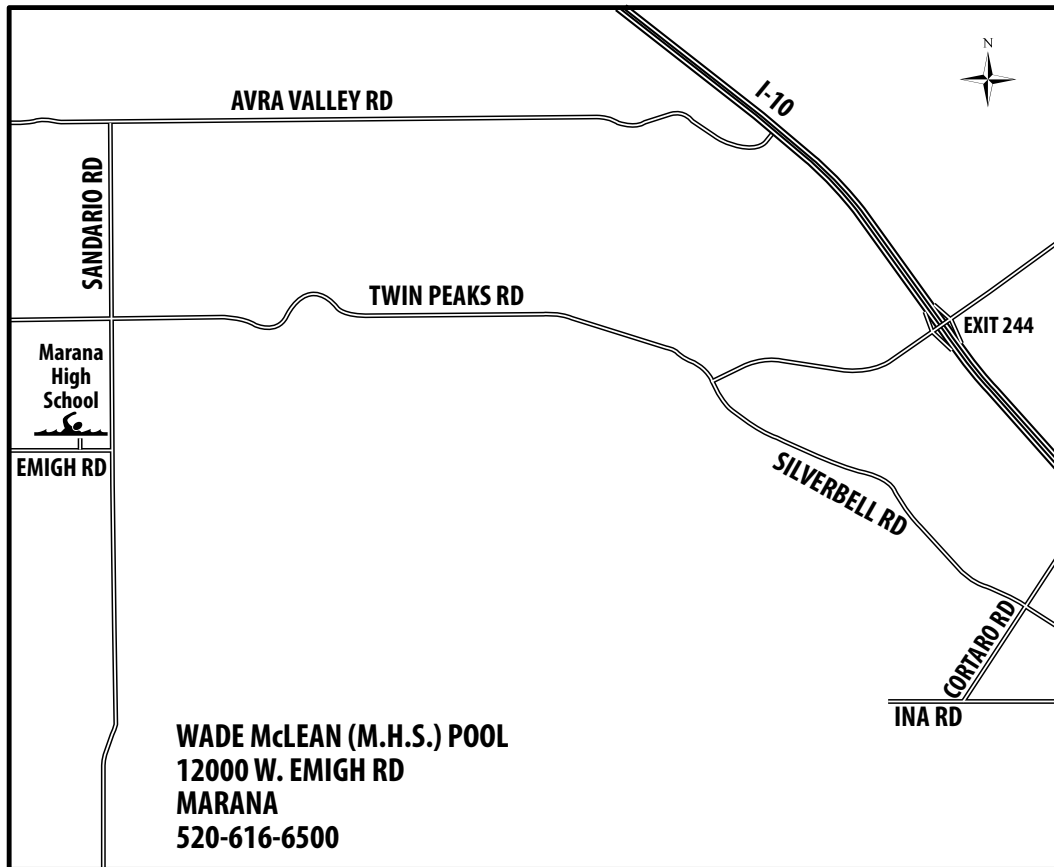 N
I-10
AVRA VALLEY RD
SANDARIO RD
TWIN PEAKS RD
EXIT 244
Marana
High
School
EMIGH RD
SILVERBELL RD
CORTARO RD
INA RD
WADE McLEAN (M.H.S.) POOL
12000 W. EMIGH RD
MARANA
520-616-6500